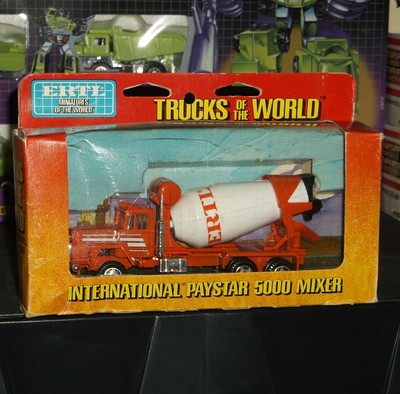 ERTL
MINIATURES
OF THE WORLD
TRUCKS OF THE WORLD
ERTL
INTERNATIONAL PAYSTAR 5000 MIXER